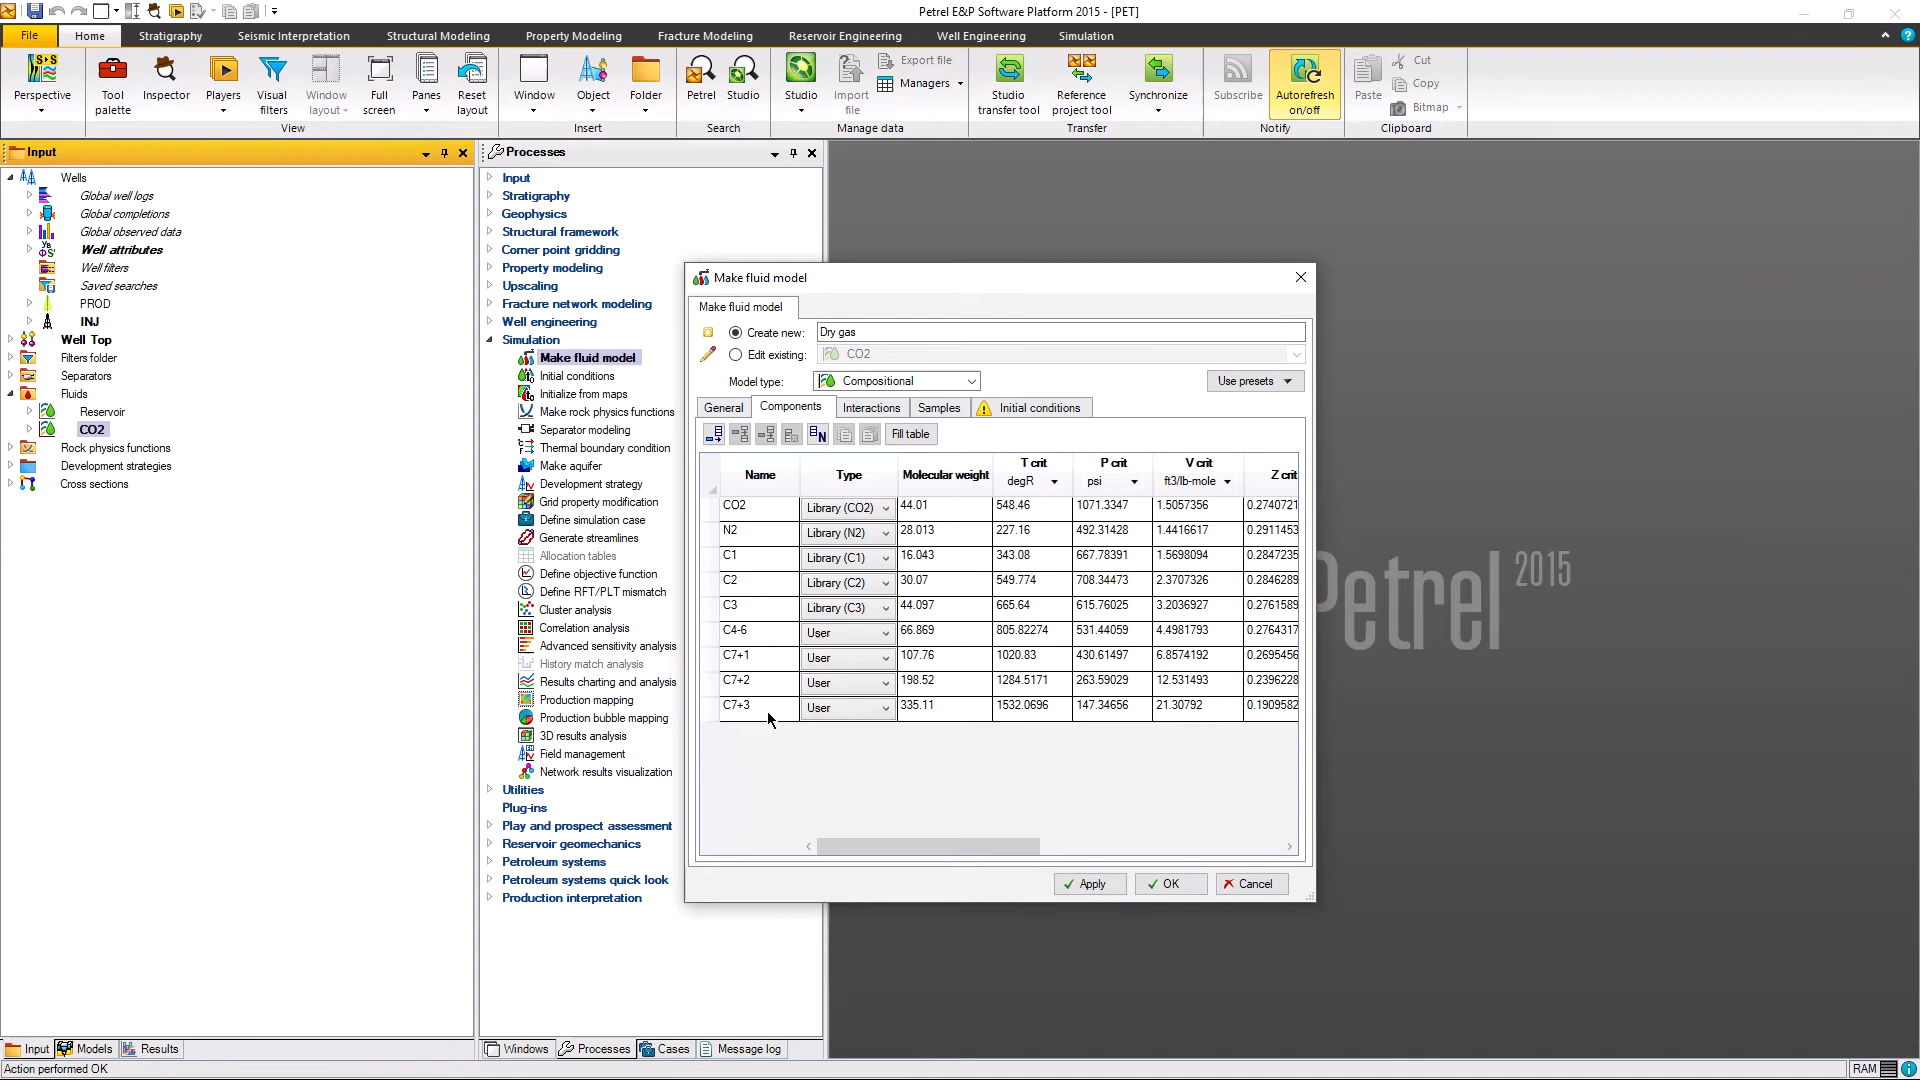 Petrel E&P Software Platform 2015 - [PET]
File
Home
Stratigraphy
Seismic Interpretation
Structural Modeling
Property Modeling
Fracture Modeling
Reservoir Engineering
Well Engineering
Simulation
Perspective
Tool palette
Inspector
Players
Visual filters
Window layout
Full screen
Panes
Reset layout
View
Window
Object
Folder
Insert
Petrel
Studio
Search
Studio
Import file
Export file
Managers
Manage data
Studio transfer tool
Reference project tool
Synchronize
Transfer
Subscribe
Autorefresh on/off
Notify
Paste
Cut
Copy
Bitmap
Clipboard
Input
Wells
Global well logs
Global completions
Global observed data
Well attributes
Well filters
Saved searches
PROD
INJ
Well Top
Filters folder
Separators
Fluids
Reservoir
CO2
Rock physics functions
Development strategies
Cross sections
Processes
Input
Stratigraphy
Geophysics
Structural framework
Corner point gridding
Property modeling
Upscaling
Fracture network modeling
Well engineering
Simulation
Make fluid model
Initial conditions
Initialize from maps
Make rock physics functions
Separator modeling
Thermal boundary condition
Make aquifer
Development strategy
Grid property modification
Define simulation case
Generate streamlines
Allocation tables
Define objective function
Define RFT/PLT mismatch
Cluster analysis
Correlation analysis
Advanced sensitivity analysis
History match analysis
Results charting and analysis
Production mapping
Production bubble mapping
3D results analysis
Field management
Network results visualization
Utilities
Plug-ins
Play and prospect assessment
Reservoir geomechanics
Petroleum systems
Petroleum systems quick look
Production interpretation
Make fluid model
Make fluid model
Create new: Dry gas
Edit existing: CO2
Model type: Compositional
Use presets
General Components Interactions Samples Initial conditions
Fill table
Name Type Molecular weight T crit degR P crit psi V crit ft3/lb-mole Z crit
CO2 Library (CO2) 44.01 548.46 1071.3347 1.5057356 0.2740721
N2 Library (N2) 28.013 227.16 492.31428 1.4416617 0.2911453
C1 Library (C1) 16.043 343.08 667.78391 1.5698094 0.2847235
C2 Library (C2) 30.07 549.774 708.34473 2.3707326 0.2846289
C3 Library (C3) 44.097 665.64 615.76025 3.2036927 0.2761589
C4-6 User 66.869 805.82274 531.44059 4.4981793 0.2764317
C7+1 User 107.76 1020.83 430.61497 6.8574192 0.2695456
C7+2 User 198.52 1284.5171 263.59029 12.531493 0.2396228
C7+3 User 335.11 1532.0696 147.34656 21.30792 0.1909582
Apply OK Cancel
Petrel 2015
Input Models Results
Windows Processes Cases Message log
Action performed OK
RAM